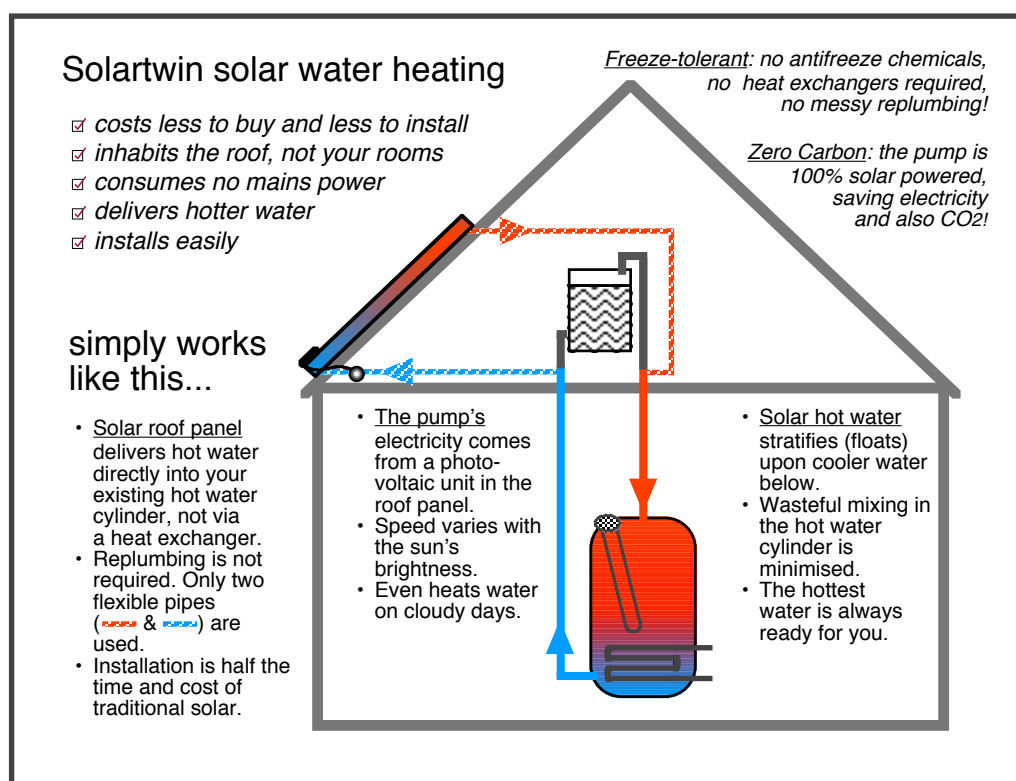 Solartwin solar water heating
costs less to buy and less to install
inhabits the roof, not your rooms
consumes no mains power
delivers hotter water
installs easily
Freeze-tolerant: no antifreeze chemicals,
no heat exchangers required,
no messy replumbing!
Zero Carbon: the pump is
100% solar powered,
saving electricity
and also CO2!
simply works
like this...
• Solar roof panel
delivers hot water
directly into your
existing hot water
cylinder, not via
a heat exchanger.
• Replumbing is not
required. Only two
flexible pipes
( & ) are
used.
• Installation is half the
time and cost of
traditional solar.
• The pump's
electricity comes
from a photo-
voltaic unit in the
roof panel.
• Speed varies with
the sun's
brightness.
• Even heats water
on cloudy days.
• Solar hot water
stratifies (floats)
upon cooler water
below.
• Wasteful mixing in
the hot water
cylinder is
minimised.
• The hottest
water is always
ready for you.